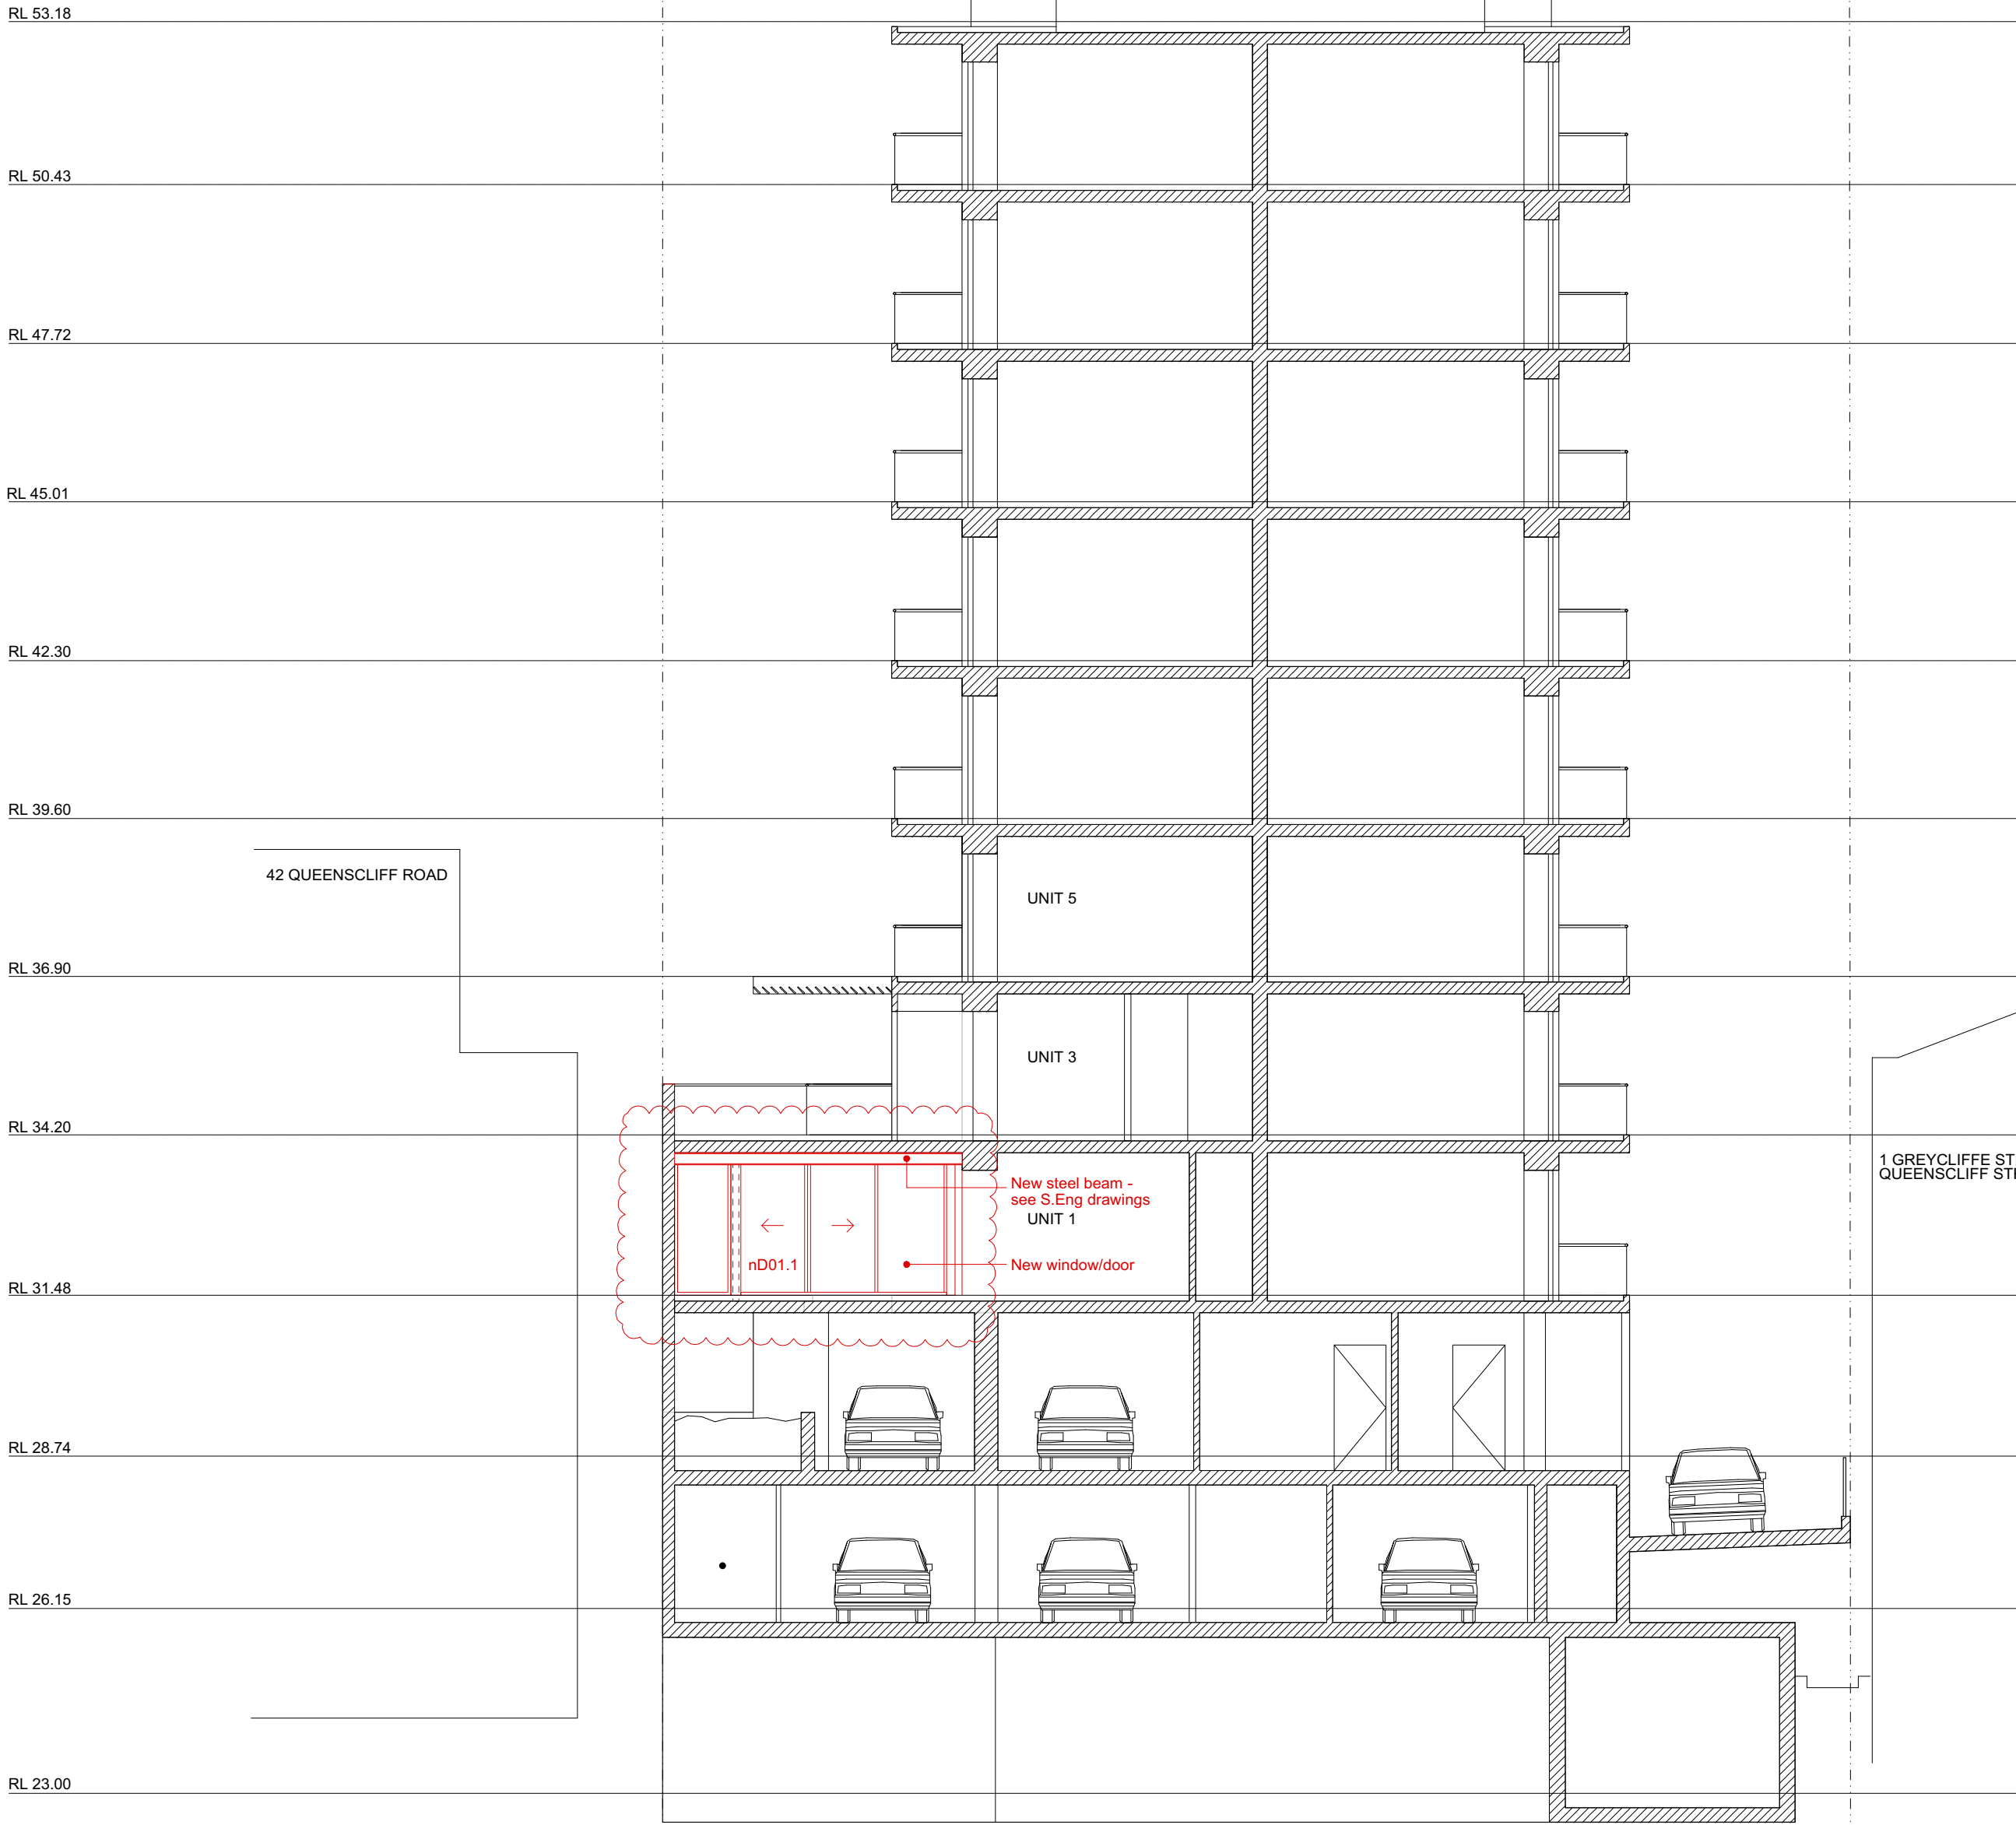 RL 53.18
RL 50.43
RL 47.72
RL 45.01
RL 42.30
RL 39.60
42 QUEENSCLIFF ROAD
UNIT 5
RL 36.90
UNIT 3
RL 34.20
1 GREYCLIFFE ST
QUEENSCLIFF
New steel beam -
see S.Eng drawings
UNIT 1
nD01.1
New window/door
RL 31.48
RL 28.74
RL 26.15
RL 23.00